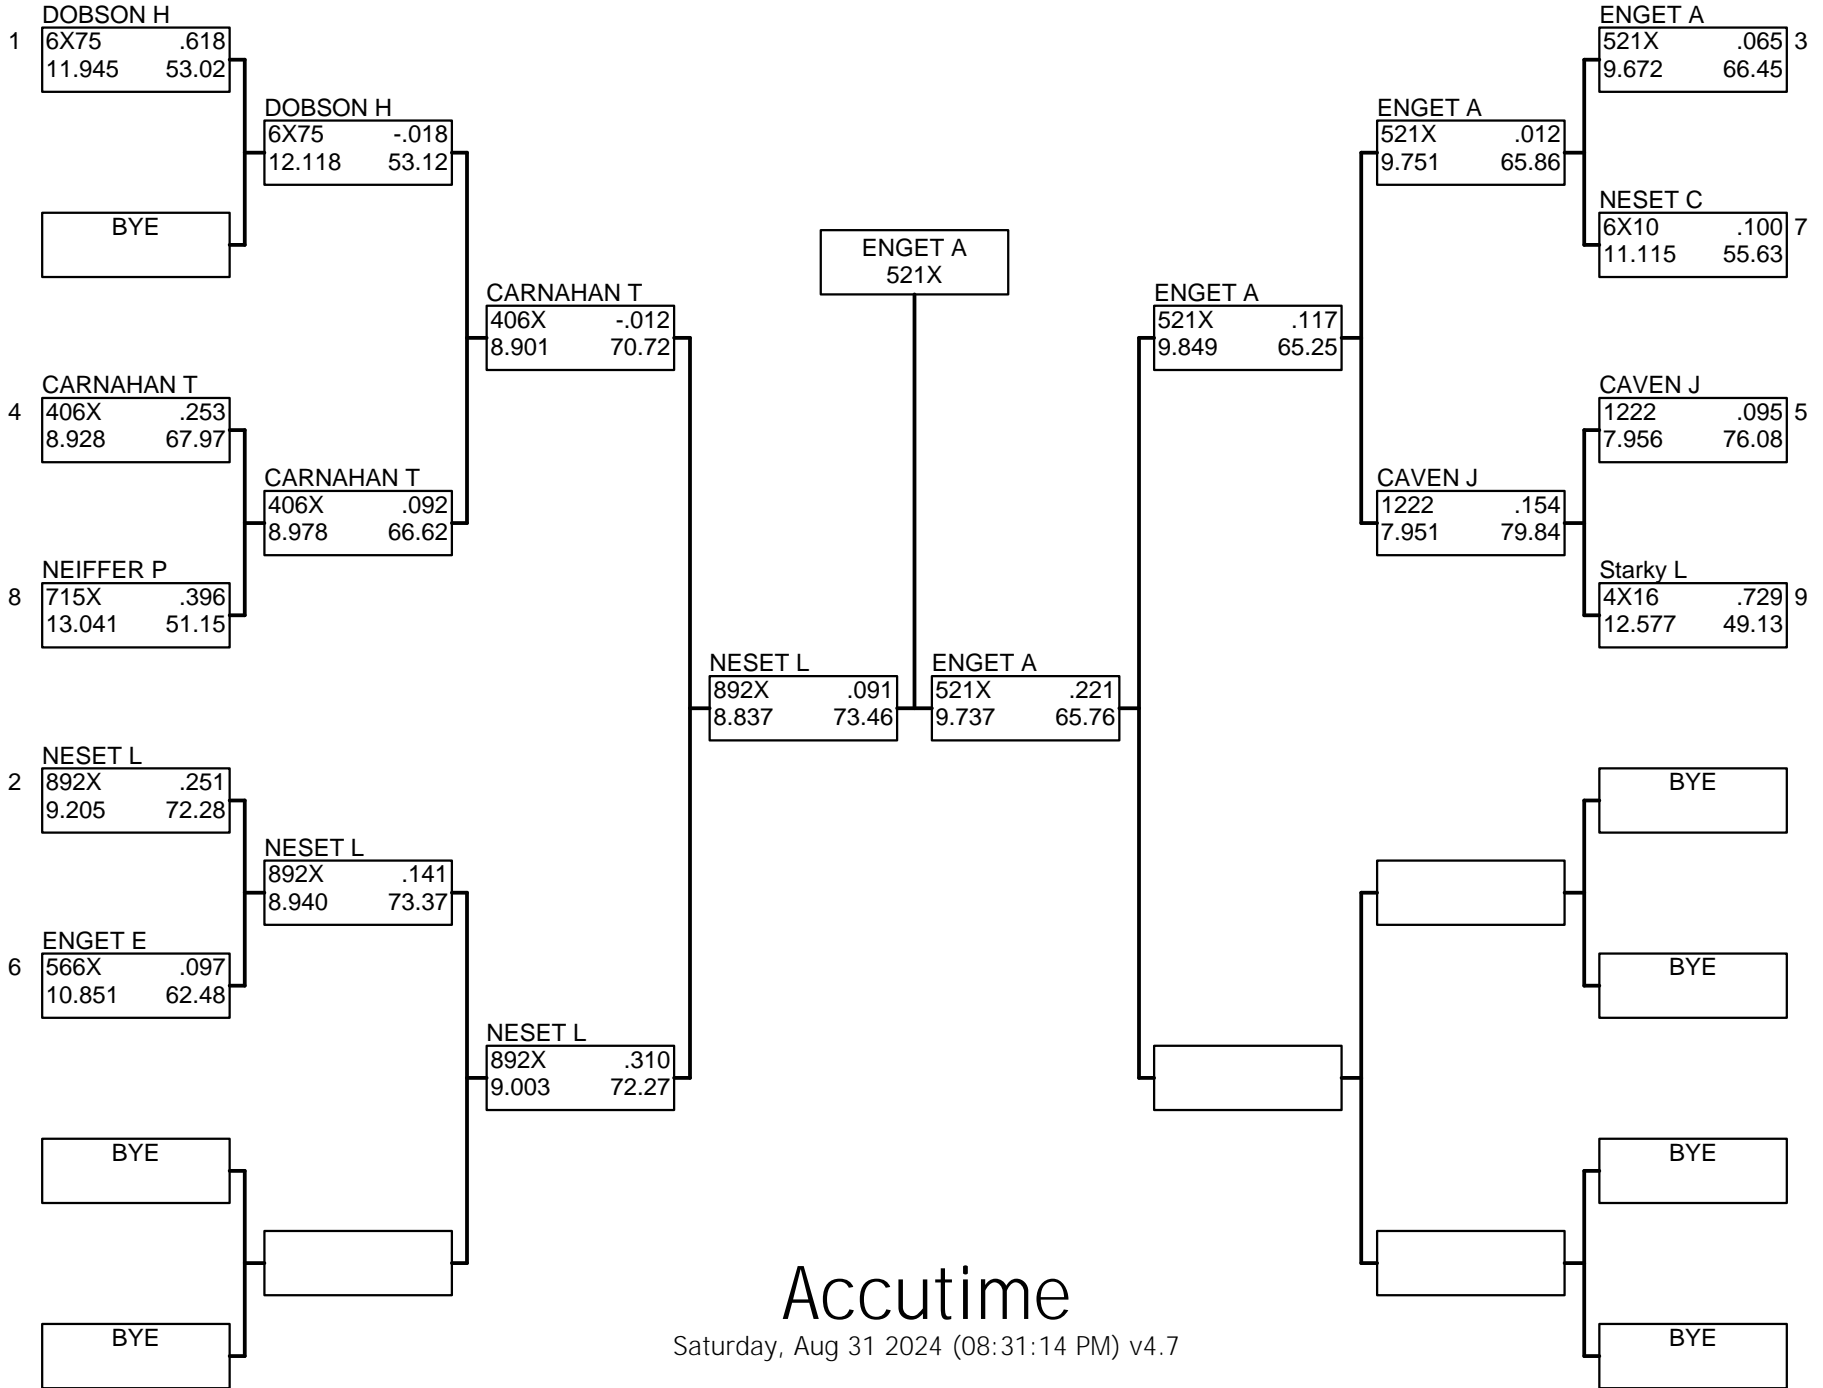 DOBSON H
1 6X75 .618
11.945 53.02
BYE
CARNAHAN T
4 406X .253
8.928 67.97
NEIFFER P
8 715X .396
13.041 51.15
NESET L
2 892X .251
9.205 72.28
ENGET E
6 566X .097
10.851 62.48
BYE
BYE
DOBSON H
6X75 -.018
12.118 53.12
CARNAHAN T
406X .092
8.978 66.62
NESET L
892X .141
8.940 73.37
CARNAHAN T
406X -.012
8.901 70.72
NESET L
892X .310
9.003 72.27
NESET L
892X .091
8.837 73.46
ENGET A
521X
ENGET A
521X .221
9.737 65.76
ENGET A
521X .117
9.849 65.25
ENGET A
521X .012
9.751 65.86
CAVEN J
1222 .154
7.951 79.84
ENGET A
521X .065 3
9.672 66.45
NESET C
6X10 .100 7
11.115 55.63
CAVEN J
1222 .095 5
7.956 76.08
Starky L
4X16 .729 9
12.577 49.13
BYE
BYE
BYE
BYE
Accutime
Saturday, Aug 31 2024 (08:31:14 PM) v4.7